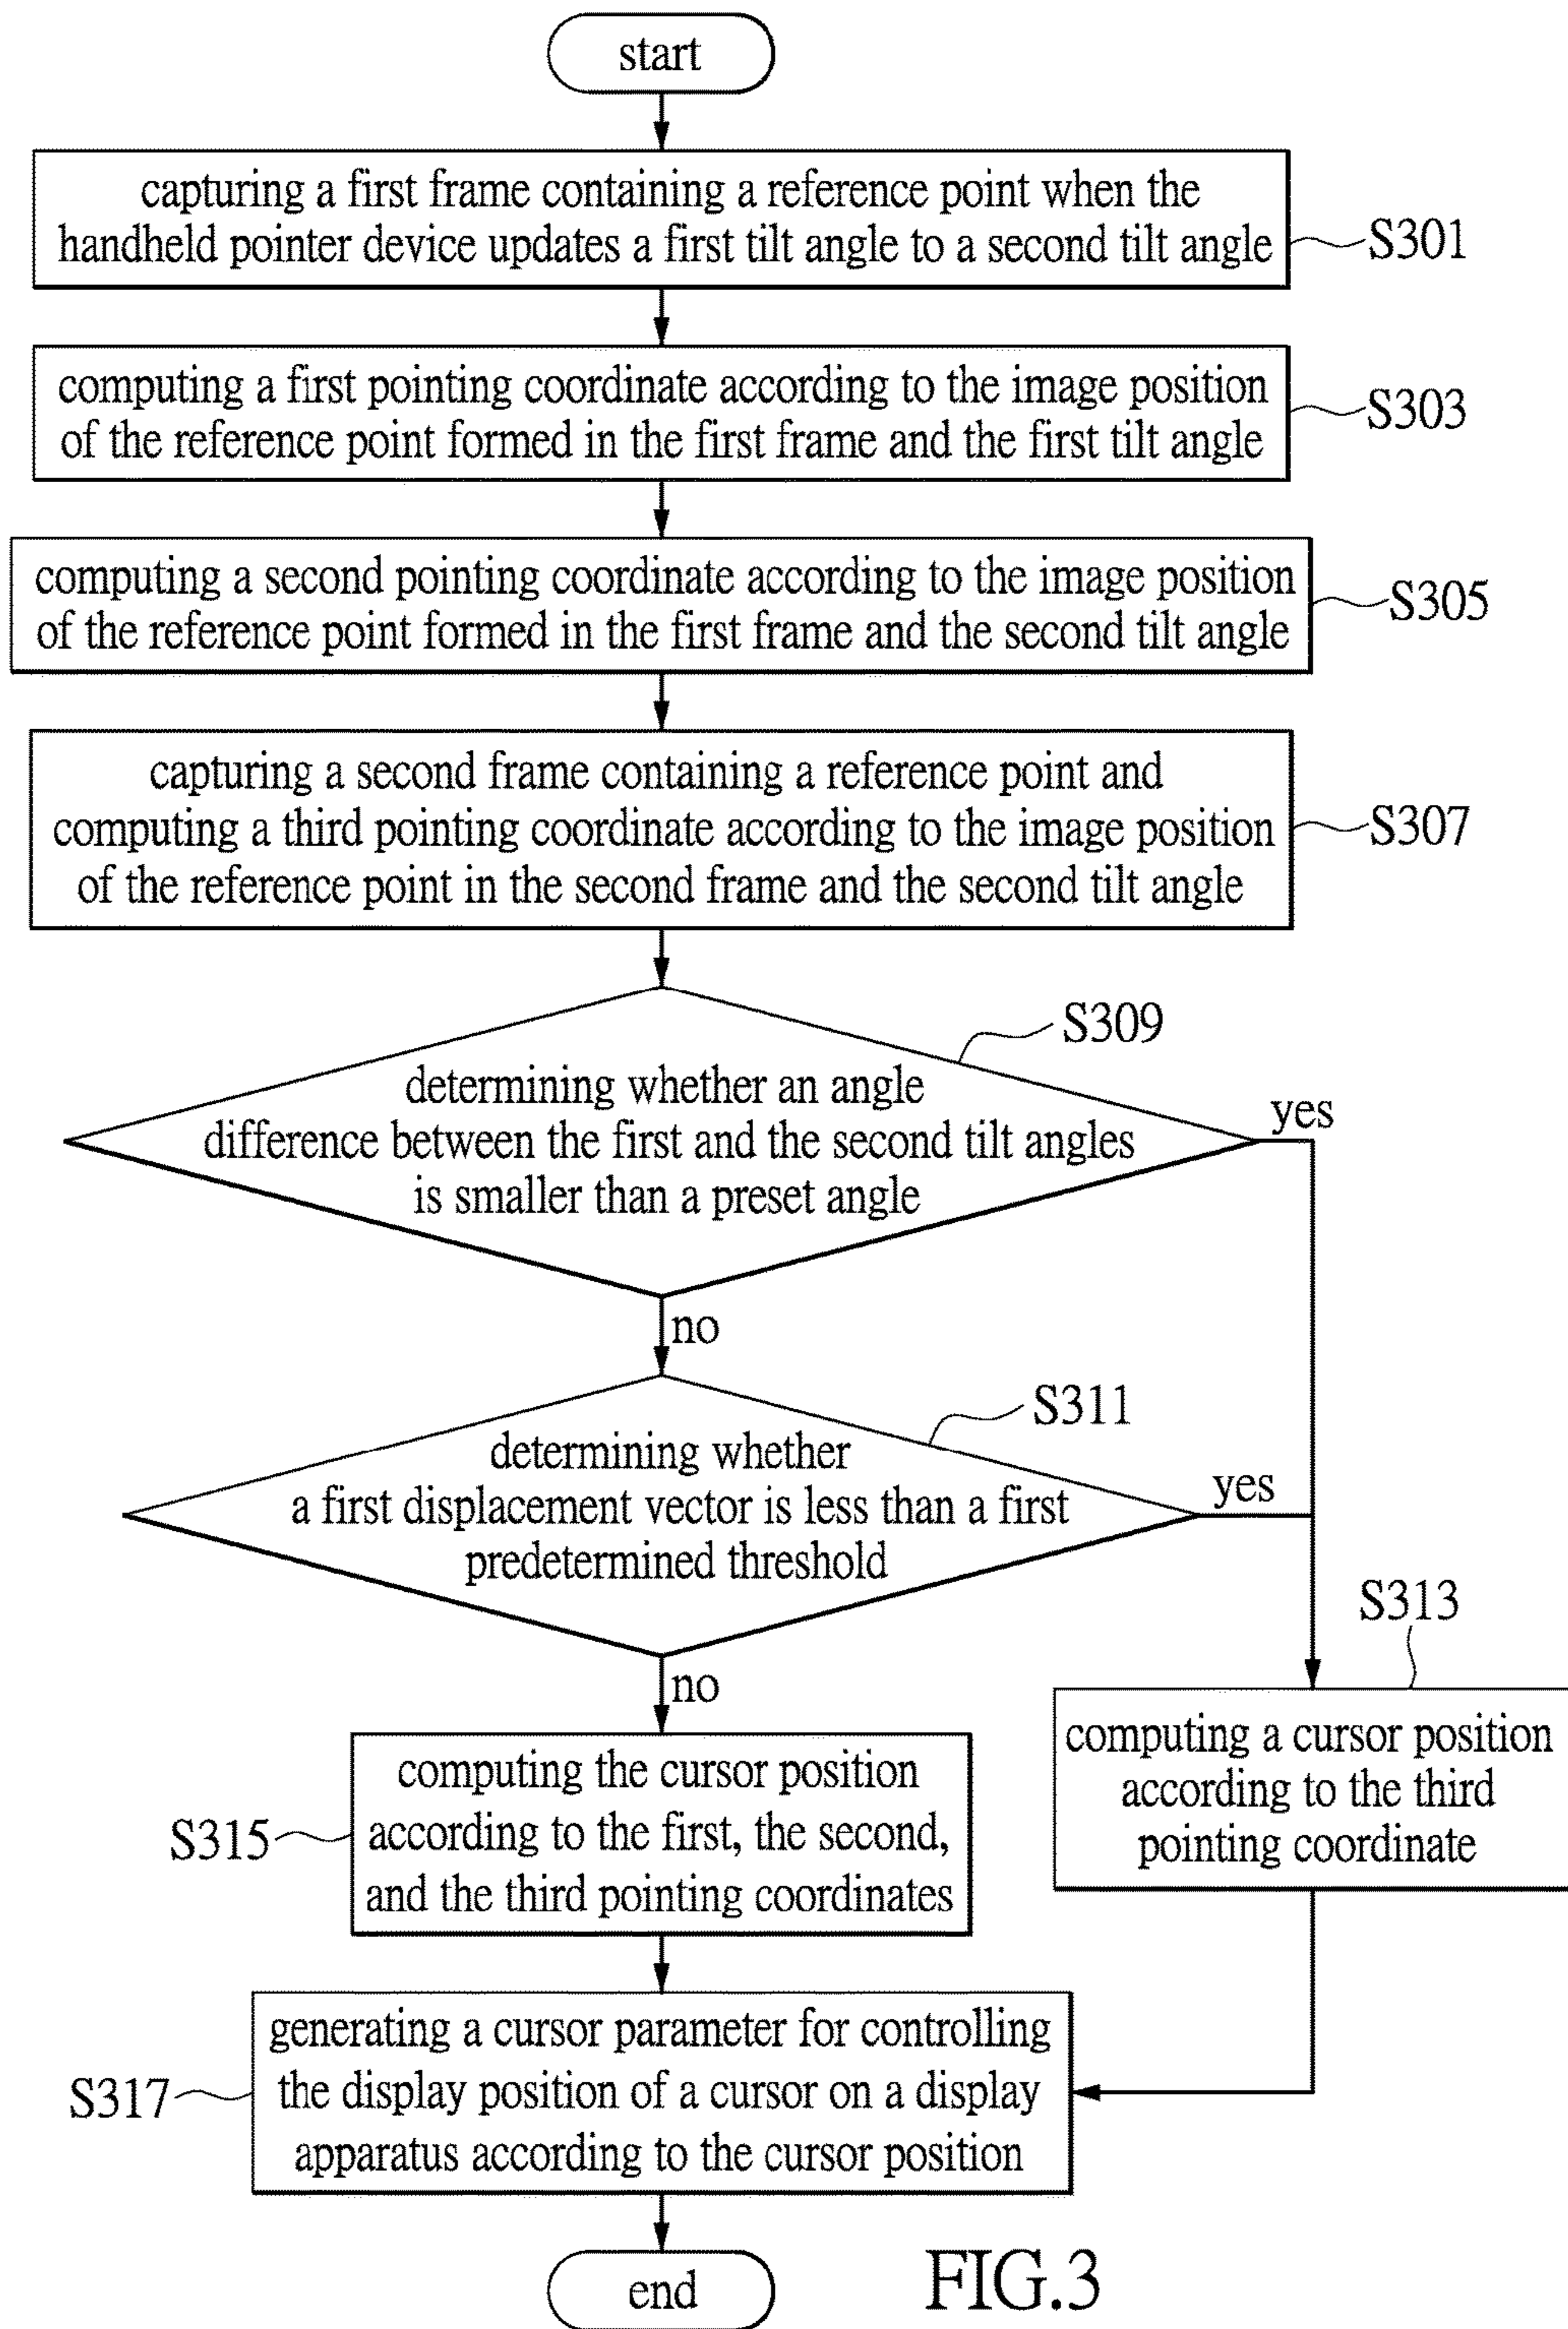 start
capturing a first frame containing a reference point when the
handheld pointer device updates a first tilt angle to a second tilt angle
S301
computing a first pointing coordinate according to the image position
of the reference point formed in the first frame and the first tilt angle
S303
computing a second pointing coordinate according to the image position
of the reference point formed in the first frame and the second tilt angle
S305
capturing a second frame containing a reference point and
computing a third pointing coordinate according to the image position
of the reference point in the second frame and the second tilt angle
S307
S309
determining whether an angle
difference between the first and the second tilt angles
is smaller than a preset angle
yes
no
S311
determining whether
a first displacement vector is less than a first
predetermined threshold
yes
no
S313
computing a cursor position
according to the third
pointing coordinate
computing the cursor position
according to the first, the second,
and the third pointing coordinates
S315
generating a cursor parameter for controlling
the display position of a cursor on a display
apparatus according to the cursor position
S317
end
FIG.3